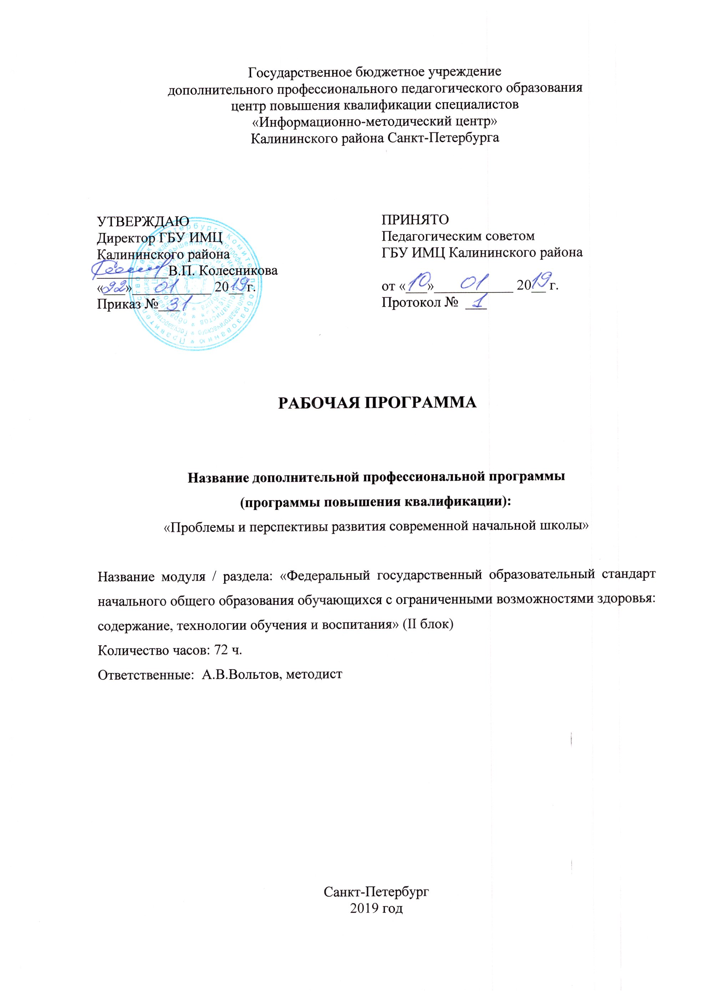 Государственное бюджетное учреждение
дополнительного профессионального педагогического образования
центр повышения квалификации специалистов
«Информационно-методический центр»
Калининского района Санкт-Петербурга
УТВЕРЖДАЮ
Директор ГБУ ИМЦ
Калининского района
В.П. Колесникова
«22» 01 2019 г.
Приказ № 31
ПРИНЯТО
Педагогическим советом
ГБУ ИМЦ Калининского района
от «10» 01 2019 г.
Протокол № 1
РАБОЧАЯ ПРОГРАММА
Название дополнительной профессиональной программы
(программы повышения квалификации):
«Проблемы и перспективы развития современной начальной школы»
Название модуля / раздела: «Федеральный государственный образовательный стандарт
начального общего образования обучающихся с ограниченными возможностями здоровья:
содержание, технологии обучения и воспитания» (II блок)
Количество часов: 72 ч.
Ответственные: А.В.Вольтов, методист
Санкт-Петербург
2019 год